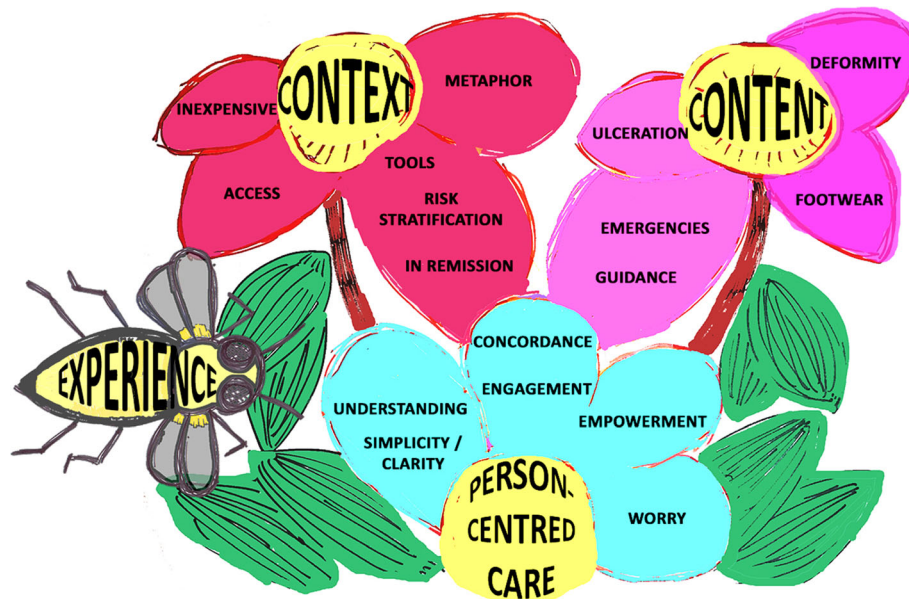 CONTEXT
METAPHOR
INEXPENSIVE
ACCESS
TOOLS
RISK
STRATIFICATION
IN REMISSION
CONTENT
DEFORMITY
ULCERATION
FOOTWEAR
EMERGENCIES
GUIDANCE
EXPERIENCE
CONCORDANCE
ENGAGEMENT
UNDERSTANDING
SIMPLICITY /
CLARITY
EMPOWERMENT
WORRY
PERSON-
CENTRED
CARE